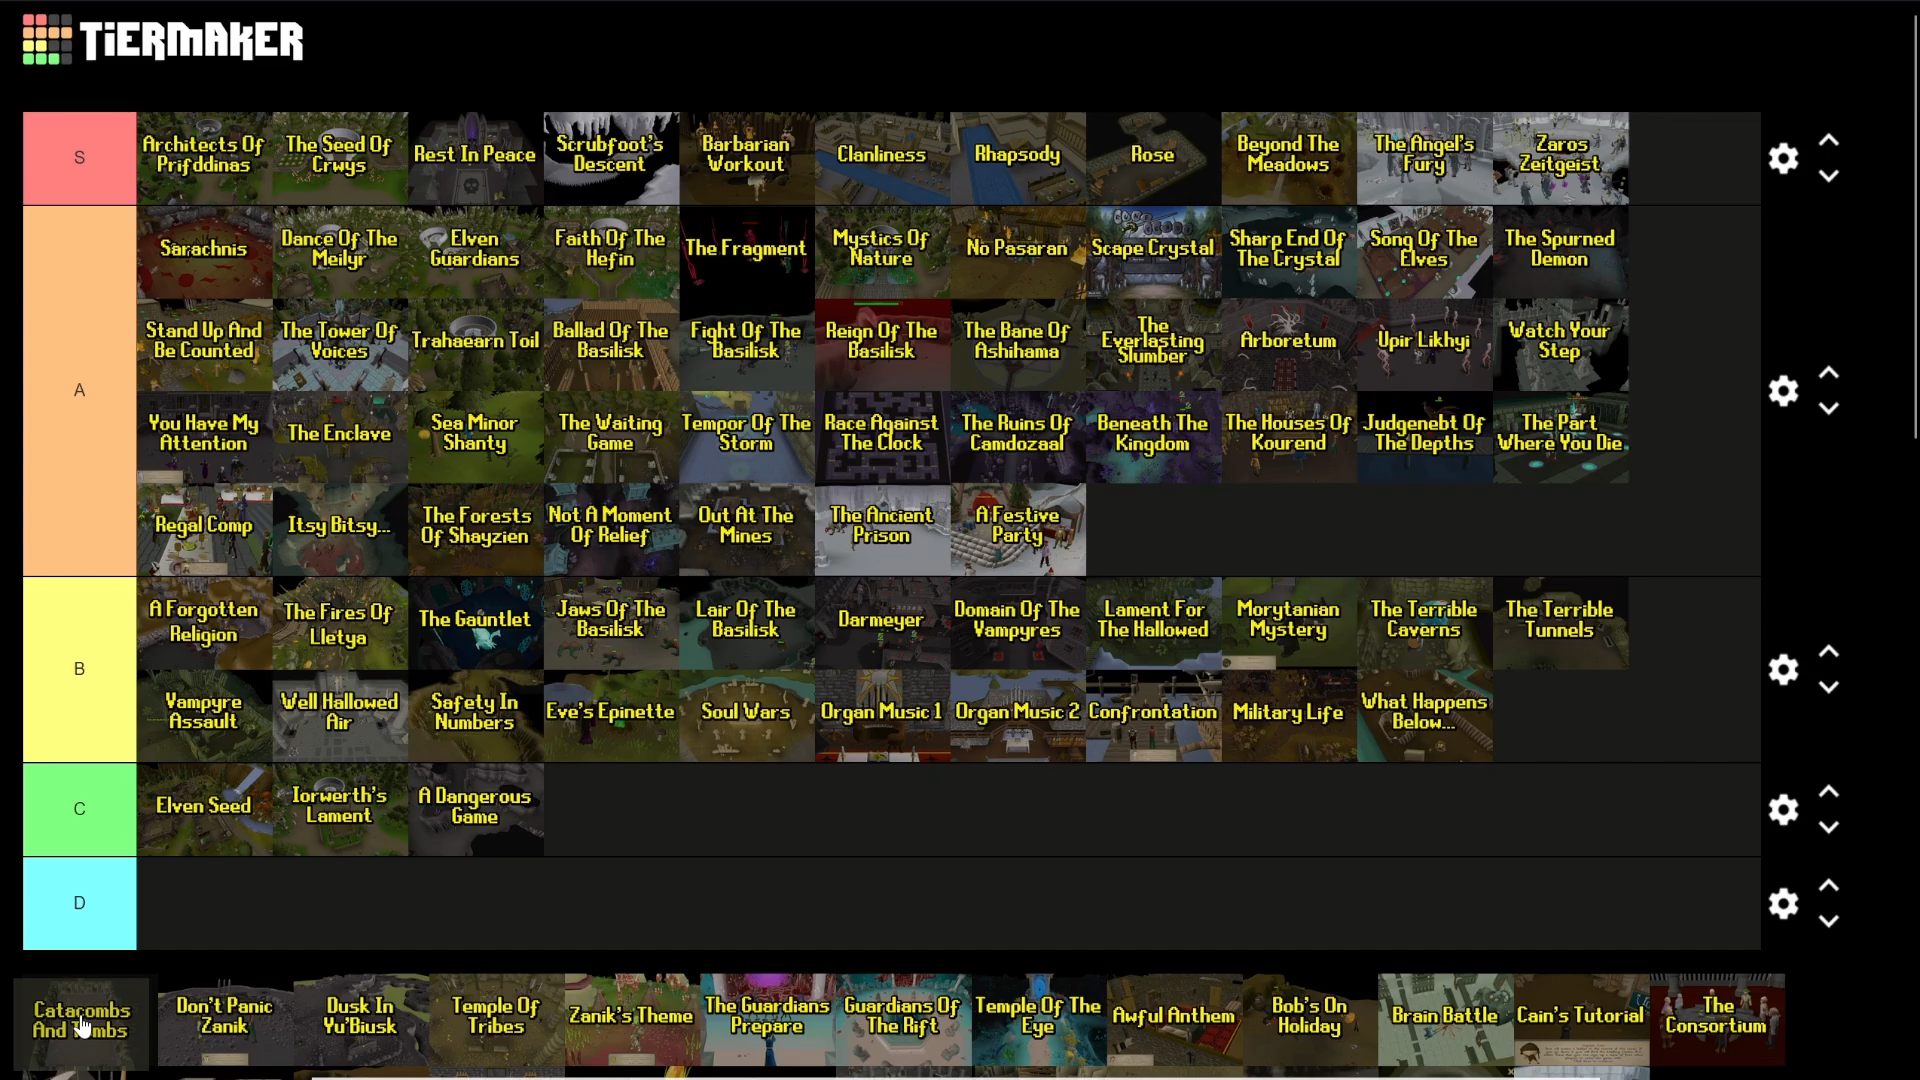 TiERMAKER
S
Architects Of
Prifddinas
The Seed Of
Crwys
Rest In Peace
Scrubfoot's
Descent
Barbarian
Workout
Clanliness
Rhapsody
Rose
Beyond The
Meadows
The Angel's
Fury
Zaros
Zeitgeist
A
Sarachnis
Dance Of The
Meilyr
Elven
Guardians
Faith Of The
Hefin
The Fragment
Mystics Of
Nature
No Pasaran
Scape Crystal
Sharp End Of
The Crystal
Song Of The
Elves
The Spurned
Demon
Stand Up And
Be Counted
The Tower Of
Voices
Trahaearn Toil
Ballad Of The
Basilisk
Fight Of The
Basilisk
Reign Of The
Basilisk
The Bane Of
Ashihama
The
Everlasting
Slumber
Arboretum
Upir Likhyi
Watch Your
Step
You Have My
Attention
The Enclave
Sea Minor
Shanty
The Waiting
Game
Tempor Of The
Storm
Race Against
The Clock
The Ruins Of
Camdozaal
Beneath The
Kingdom
The Houses Of
Kourend
Judgenebt Of
The Depths
The Part
Where You Die
Regal Comp
Itsy Bitsy...
The Forests
Of Shayzien
Not A Moment
Of Relief
Out At The
Mines
The Ancient
Prison
A Festive
Party
B
A Forgotten
Religion
The Fires Of
Lletya
The Gauntlet
Jaws Of The
Basilisk
Lair Of The
Basilisk
Darmeyer
Domain Of The
Vampyres
Lament For
The Hallowed
Morytanian
Mystery
The Terrible
Caverns
The Terrible
Tunnels
Vampyre
Assault
Well Hallowed
Air
Safety In
Numbers
Eve's Epinette
Soul Wars
Organ Music 1
Organ Music 2
Confrontation
Military Life
What Happens
Below...
C
Elven Seed
Iorwerth's
Lament
A Dangerous
Game
D
Catacombs
And Tombs
Don't Panic
Zanik
Dusk In
Yu'Biusk
Temple Of
Tribes
Zanik's Theme
The Guardians
Prepare
Guardians Of
The Rift
Temple Of The
Eye
Awful Anthem
Bob's On
Holiday
Brain Battle
Cain's Tutorial
The
Consortium